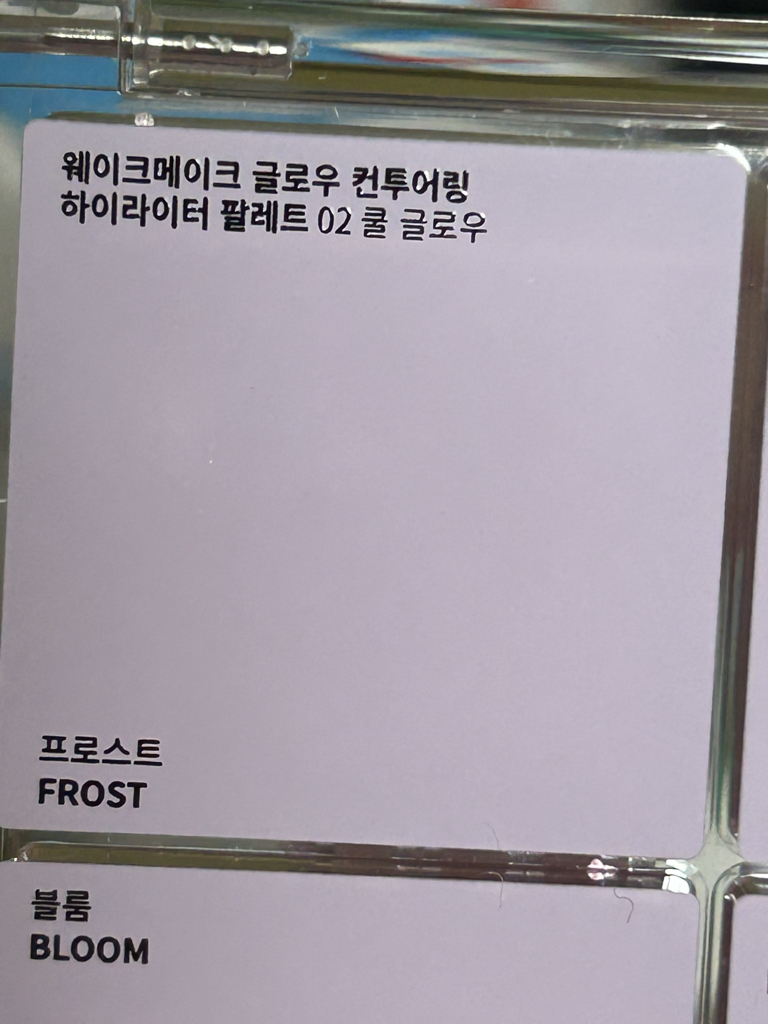 웨이크메이크 글로우 컨투어링
하이라이터 팔레트 02 쿨 글로우
프로스트
FROST
블룸
BLOOM